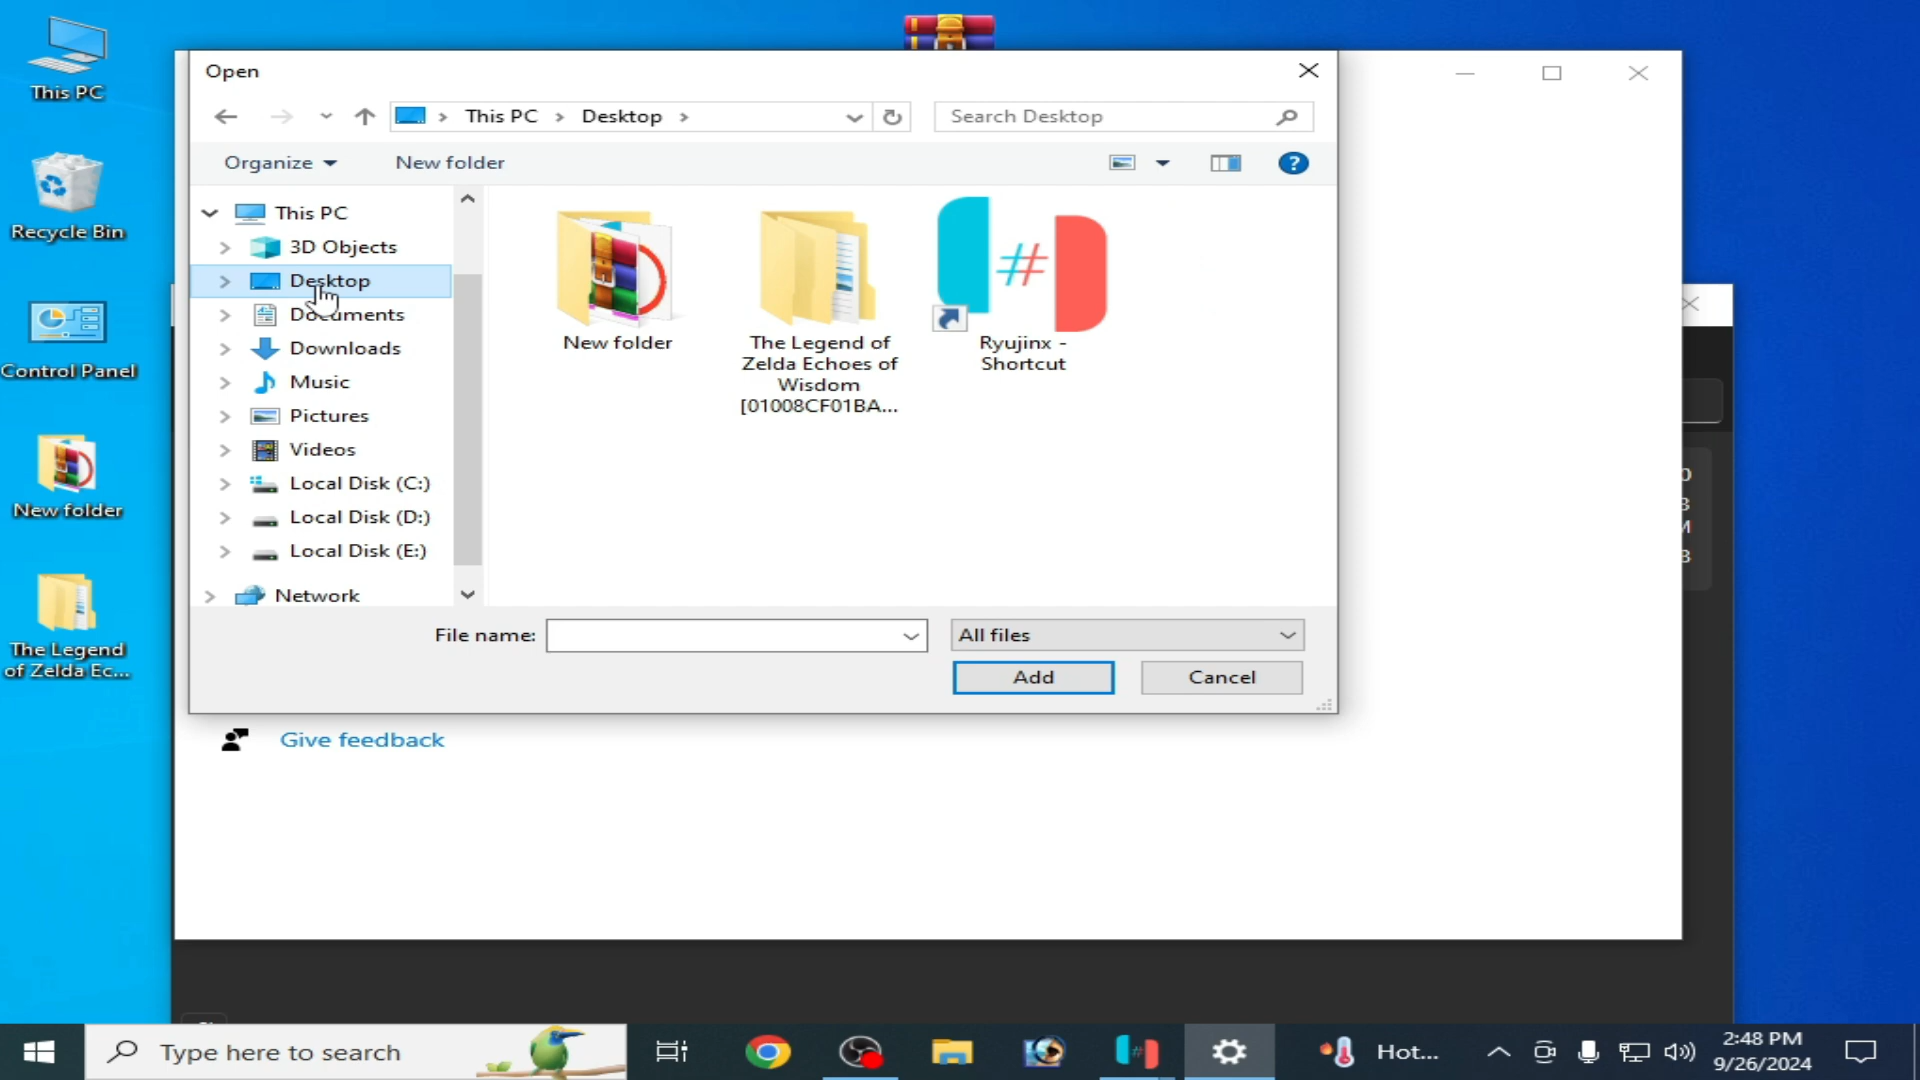 This PC
Recycle Bin
Control Panel
New folder
The Legend
of Zelda Ec...
Open
This PC
Desktop
Search Desktop
Organize
New folder
This PC
3D Objects
Desktop
Documents
Downloads
Music
Pictures
Videos
Local Disk (C:)
Local Disk (D:)
Local Disk (E:)
Network
New folder
The Legend of
Zelda Echoes of
Wisdom
[01008CF01BA...
Ryujinx -
Shortcut
File name:
All files
Add
Cancel
Give feedback
Type here to search
Hot...
2:48 PM
9/26/2024